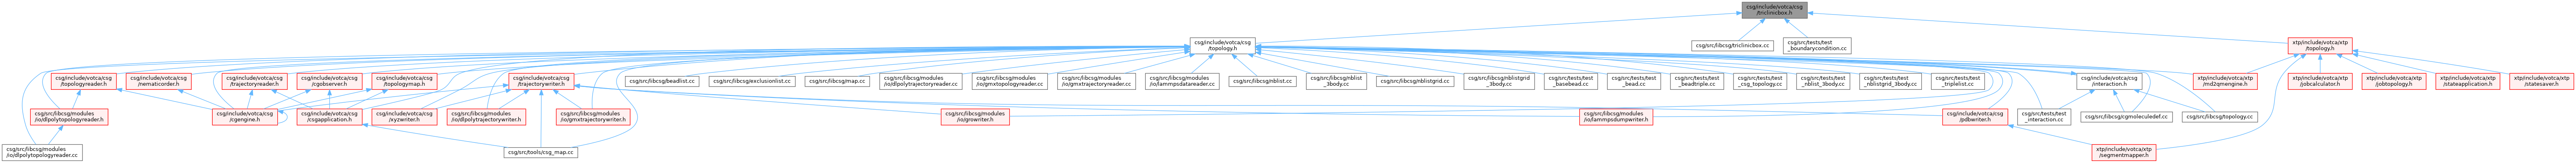 csg/include/votca/csg
/triclinicbox.h
csg/include/votca/csg
/topology.h
csg/src/libcsg/triclinicbox.cc
csg/src/tests/test
_boundarycondition.cc
xtp/include/votca/xtp
/topology.h
csg/include/votca/csg
/topologyreader.h
csg/include/votca/csg
/nematicorder.h
csg/include/votca/csg
/trajectoryreader.h
csg/include/votca/csg
/cgobserver.h
csg/include/votca/csg
/topologymap.h
csg/include/votca/csg
/trajectorywriter.h
csg/src/libcsg/beadlist.cc
csg/src/libcsg/exclusionlist.cc
csg/src/libcsg/map.cc
csg/src/libcsg/modules
/io/dlpolytrajectoryreader.cc
csg/src/libcsg/modules
/io/gmxtopologyreader.cc
csg/src/libcsg/modules
/io/gmxtrajectoryreader.cc
csg/src/libcsg/modules
/io/lammpsdatareader.cc
csg/src/libcsg/nblist.cc
csg/src/libcsg/nblist
_3body.cc
csg/src/libcsg/nblistgrid.cc
csg/src/libcsg/nblistgrid
_3body.cc
csg/src/tests/test
_basebead.cc
csg/src/tests/test
_bead.cc
csg/src/tests/test
_beadtriple.cc
csg/src/tests/test
_csg_topology.cc
csg/src/tests/test
_nblist_3body.cc
csg/src/tests/test
_nblistgrid_3body.cc
csg/src/tests/test
_triplelist.cc
csg/include/votca/csg
/interaction.h
xtp/include/votca/xtp
/md2qmengine.h
xtp/include/votca/xtp
/jobcalculator.h
xtp/include/votca/xtp
/jobtopology.h
xtp/include/votca/xtp
/stateapplication.h
xtp/include/votca/xtp
/statesaver.h
csg/src/libcsg/modules
/io/dlpolytopologyreader.h
csg/include/votca/csg
/cgengine.h
csg/include/votca/csg
/csgapplication.h
csg/include/votca/csg
/xyzwriter.h
csg/src/libcsg/modules
/io/dlpolytrajectorywriter.h
csg/src/libcsg/modules
/io/gmxtrajectorywriter.h
csg/src/libcsg/modules
/io/growriter.h
csg/src/libcsg/modules
/io/lammpsdumpwriter.h
csg/include/votca/csg
/pdbwriter.h
csg/src/tests/test
_interaction.cc
csg/src/libcsg/cgmoleculedef.cc
csg/src/libcsg/topology.cc
csg/src/libcsg/modules
/io/dlpolytopologyreader.cc
csg/src/tools/csg_map.cc
xtp/include/votca/xtp
/segmentmapper.h